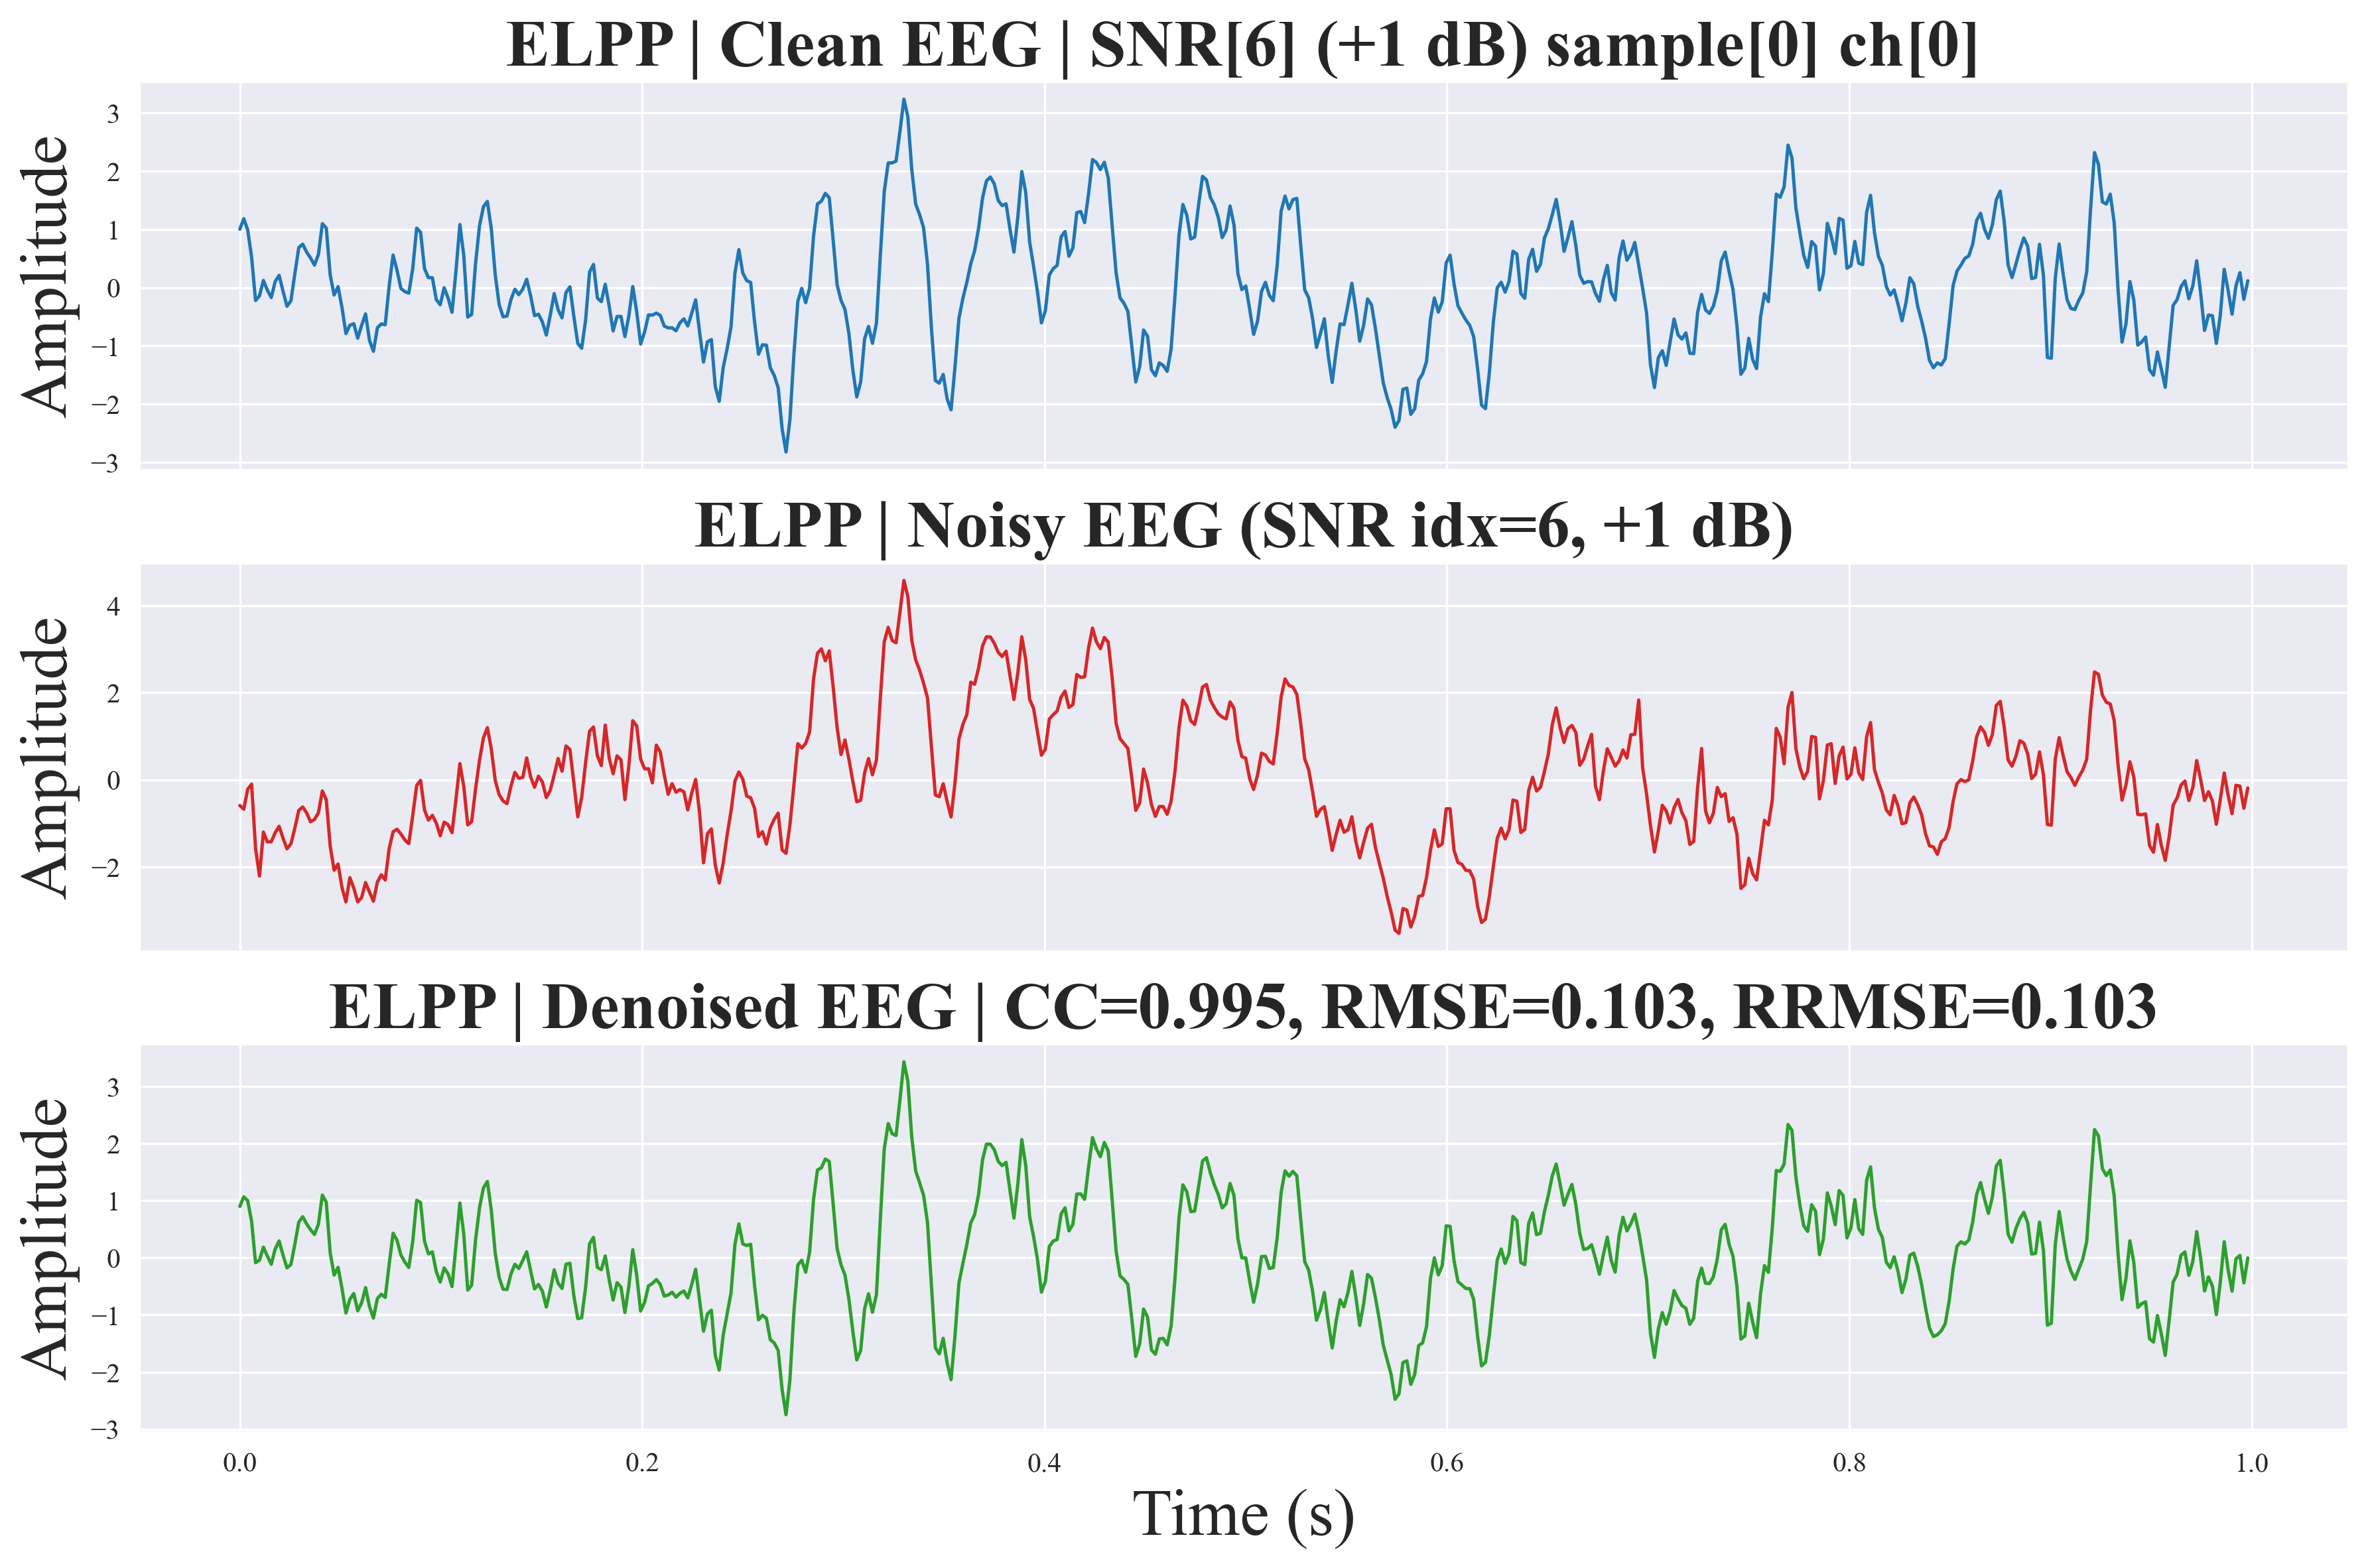 ELPP | Clean EEG | SNR[6] (+1 dB) sample[0] ch[0]
Amplitude
3
2
1
0
−1
−2
−3
ELPP | Noisy EEG (SNR idx=6, +1 dB)
Amplitude
4
2
0
−2
ELPP | Denoised EEG | CC=0.995, RMSE=0.103, RRMSE=0.103
Amplitude
3
2
1
0
−1
−2
−3
0.0 0.2 0.4 0.6 0.8 1.0
Time (s)